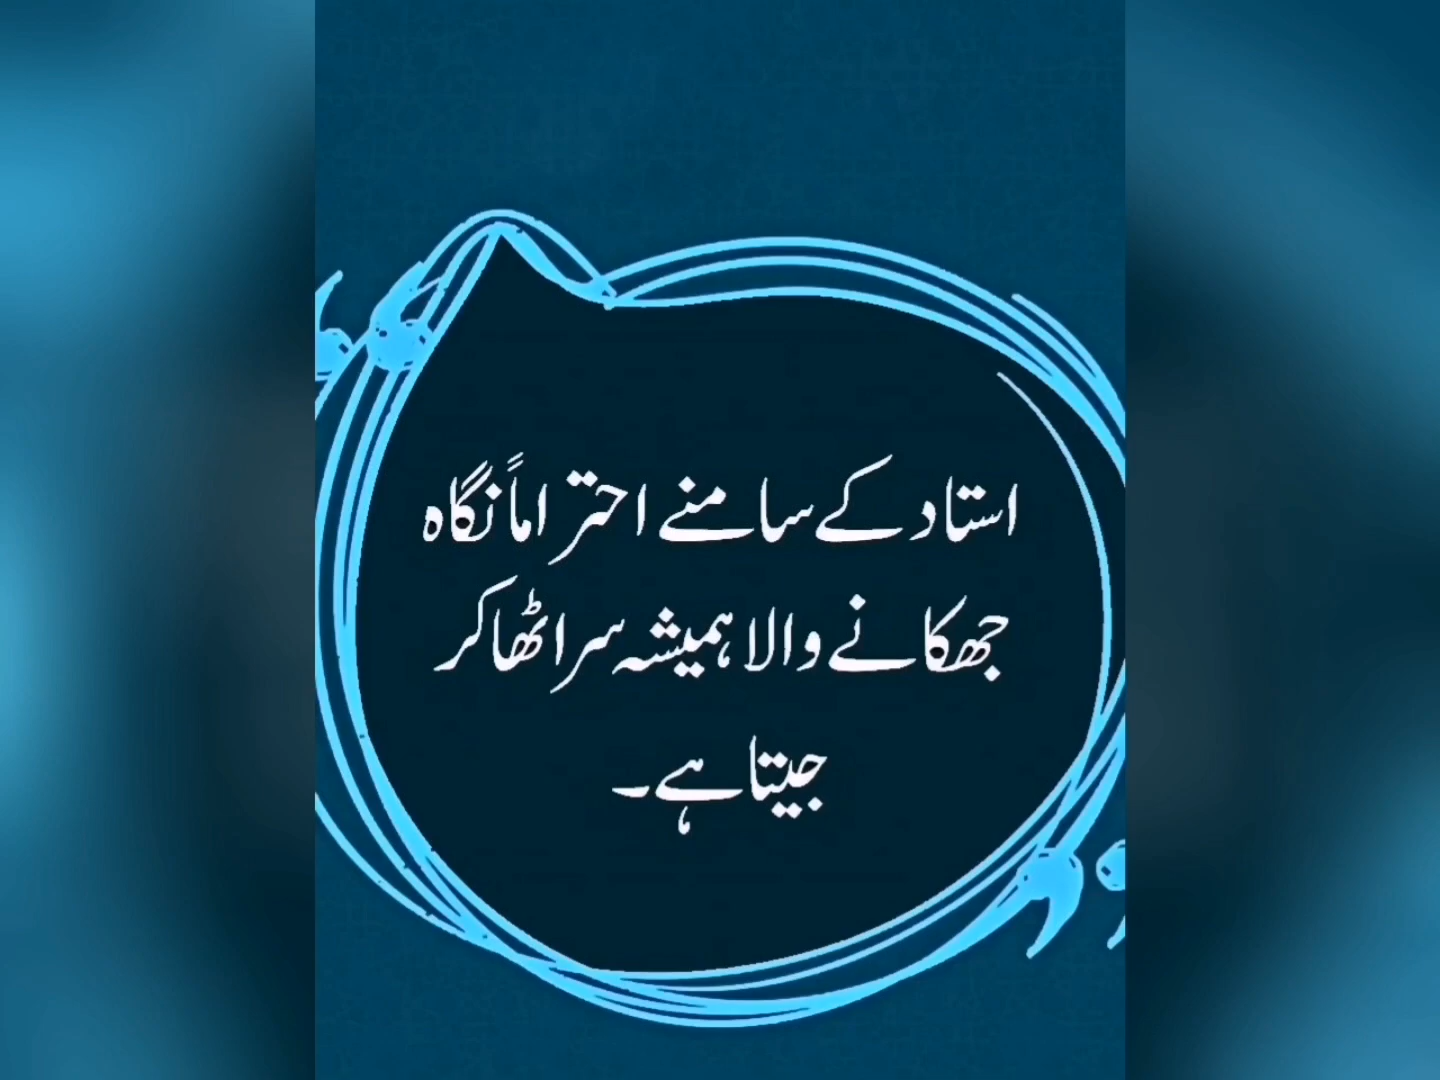 استاد کے سامنے احتراماً نگاہ
جھکانے والا ہمیشہ سر اٹھا کر
جیتا ہے۔